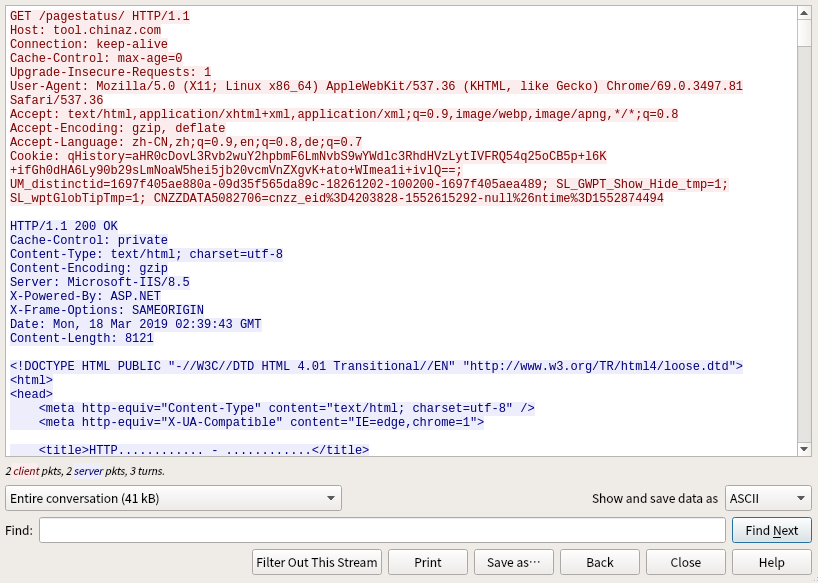 GET /pagestatus/ HTTP/1.1
Host: tool.chinaz.com
Connection: keep-alive
Cache-Control: max-age=0
Upgrade-Insecure-Requests: 1
User-Agent: Mozilla/5.0 (X11; Linux x86_64) AppleWebKit/537.36 (KHTML, like Gecko) Chrome/69.0.3497.81
Safari/537.36
Accept: text/html,application/xhtml+xml,application/xml;q=0.9,image/webp,image/apng,*/*;q=0.8
Accept-Encoding: gzip, deflate
Accept-Language: zh-CN,zh;q=0.9,en;q=0.8,de;q=0.7
Cookie: qHistory=aHR0cDovL3Rvb2wuY2hpbmF6LmNvbS9wYWdlc3RhdHVzLytIVFRQ54q25oCB5p+l6K
+ifGh0dHA6Ly90b29sLmNoaW5hei5jb20vcmVnZXgvK+ato+WImea1i+ivlQ==;
UM_distinctid=1697f405ae880a-09d35f565da89c-18261202-100200-1697f405aea489; SL_GWPT_Show_Hide_tmp=1;
SL_wptGlobTipTmp=1; CNZZDATA5082706=cnzz_eid%3D4203828-1552615292-null%26ntime%3D1552874494
HTTP/1.1 200 OK
Cache-Control: private
Content-Type: text/html; charset=utf-8
Content-Encoding: gzip
Server: Microsoft-IIS/8.5
X-Powered-By: ASP.NET
X-Frame-Options: SAMEORIGIN
Date: Mon, 18 Mar 2019 02:39:43 GMT
Content-Length: 8121
<!DOCTYPE HTML PUBLIC "-//W3C//DTD HTML 4.01 Transitional//EN" "http://www.w3.org/TR/html4/loose.dtd">
<html>
<head>
<meta http-equiv="Content-Type" content="text/html; charset=utf-8" />
<meta http-equiv="X-UA-Compatible" content="IE=edge,chrome=1">
<title>HTTP............ - ............</title>
2 client pkts, 2 server pkts, 3 turns.
Entire conversation (41 kB)
Show and save data as ASCII
Find:
Find Next
Filter Out This Stream
Print
Save as…
Back
Close
Help